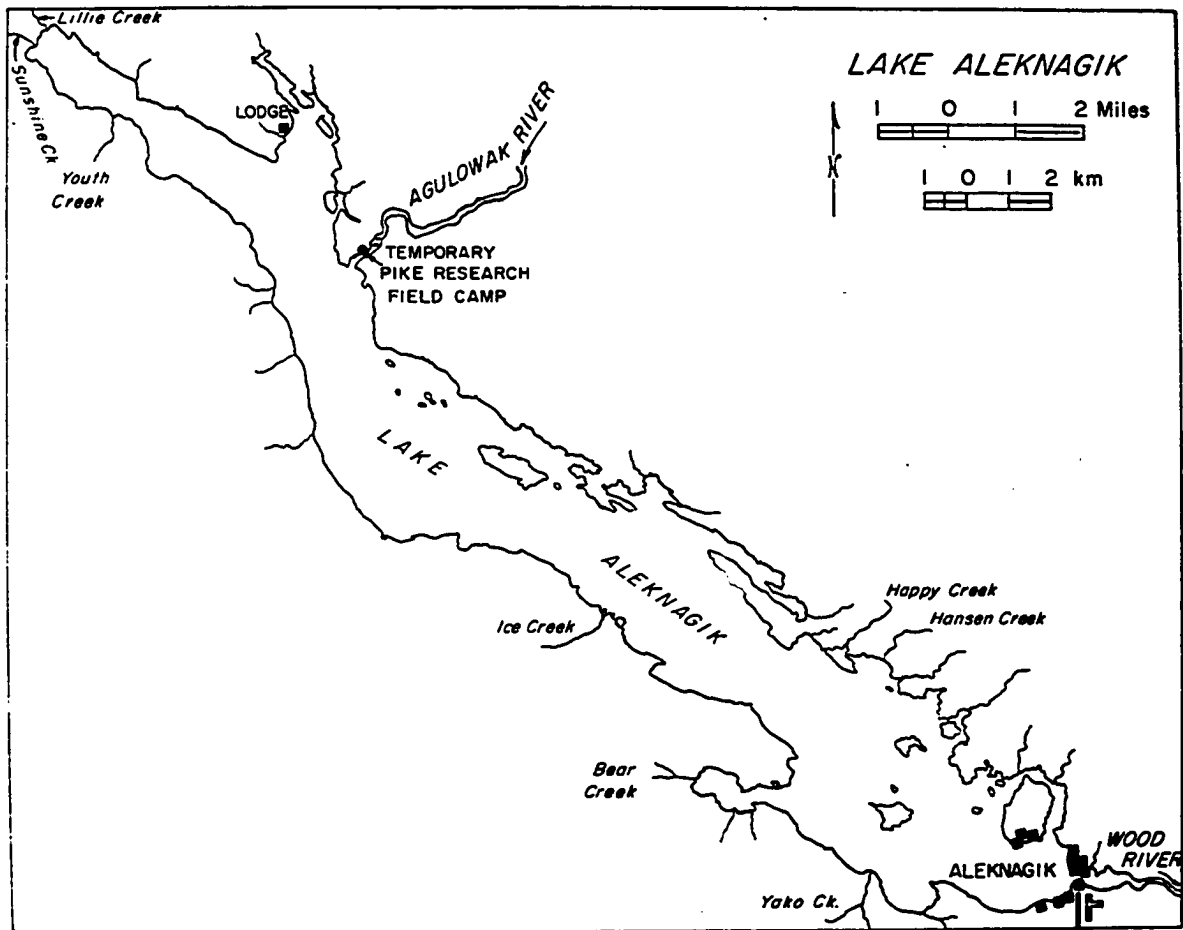 Lillie Creek
LAKE ALEKNAGIK
1 0 1 2 Miles
1 0 1 2 km
N
Sunshine Ck
LODGE
Youth
Creek
AGULOWAK RIVER
TEMPORARY
PIKE RESEARCH
FIELD CAMP
LAKE
ALEKNAGIK
Happy Creek
Hansen Creek
Ice Creek
Bear
Creek
WOOD
RIVER
ALEKNAGIK
Yako Ck.